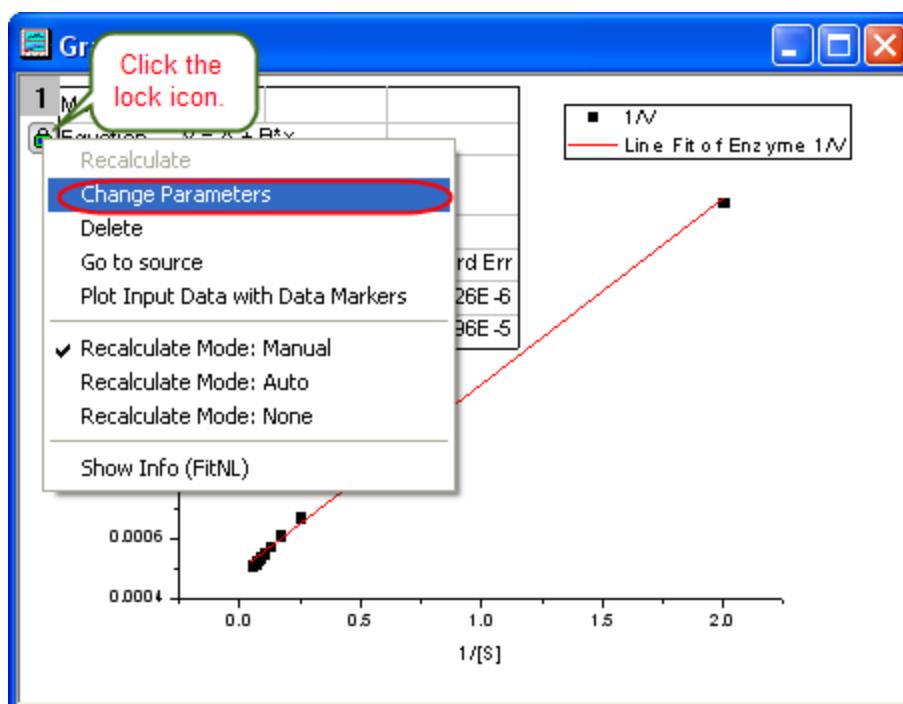 Gr
Click the
lock icon.
1
Equation y = A + B*x
1/V
Line Fit of Enzyme 1/V
Recalculate
Change Parameters
Delete
Go to source
rd Err
Plot Input Data with Data Markers
26E -6
96E -5
Recalculate Mode: Manual
Recalculate Mode: Auto
Recalculate Mode: None
Show Info (FitNL)
0.0006
0.0004
0.0 0.5 1.0 1.5 2.0
1/[S]